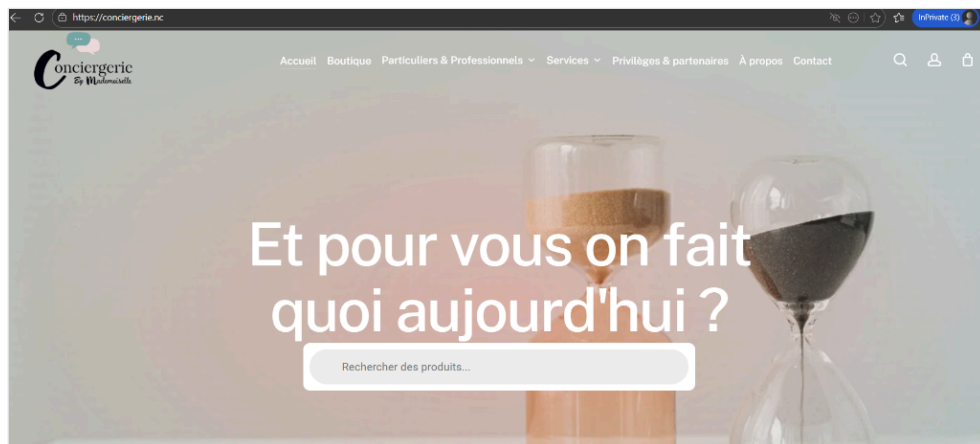 https://conciergerie.nc
InPrivate (3)
Conciergerie
By Mademoiselle
Accueil Boutique Particuliers & Professionnels Services Privilèges & partenaires À propos Contact
Et pour vous on fait
quoi aujourd'hui ?
Rechercher des produits...